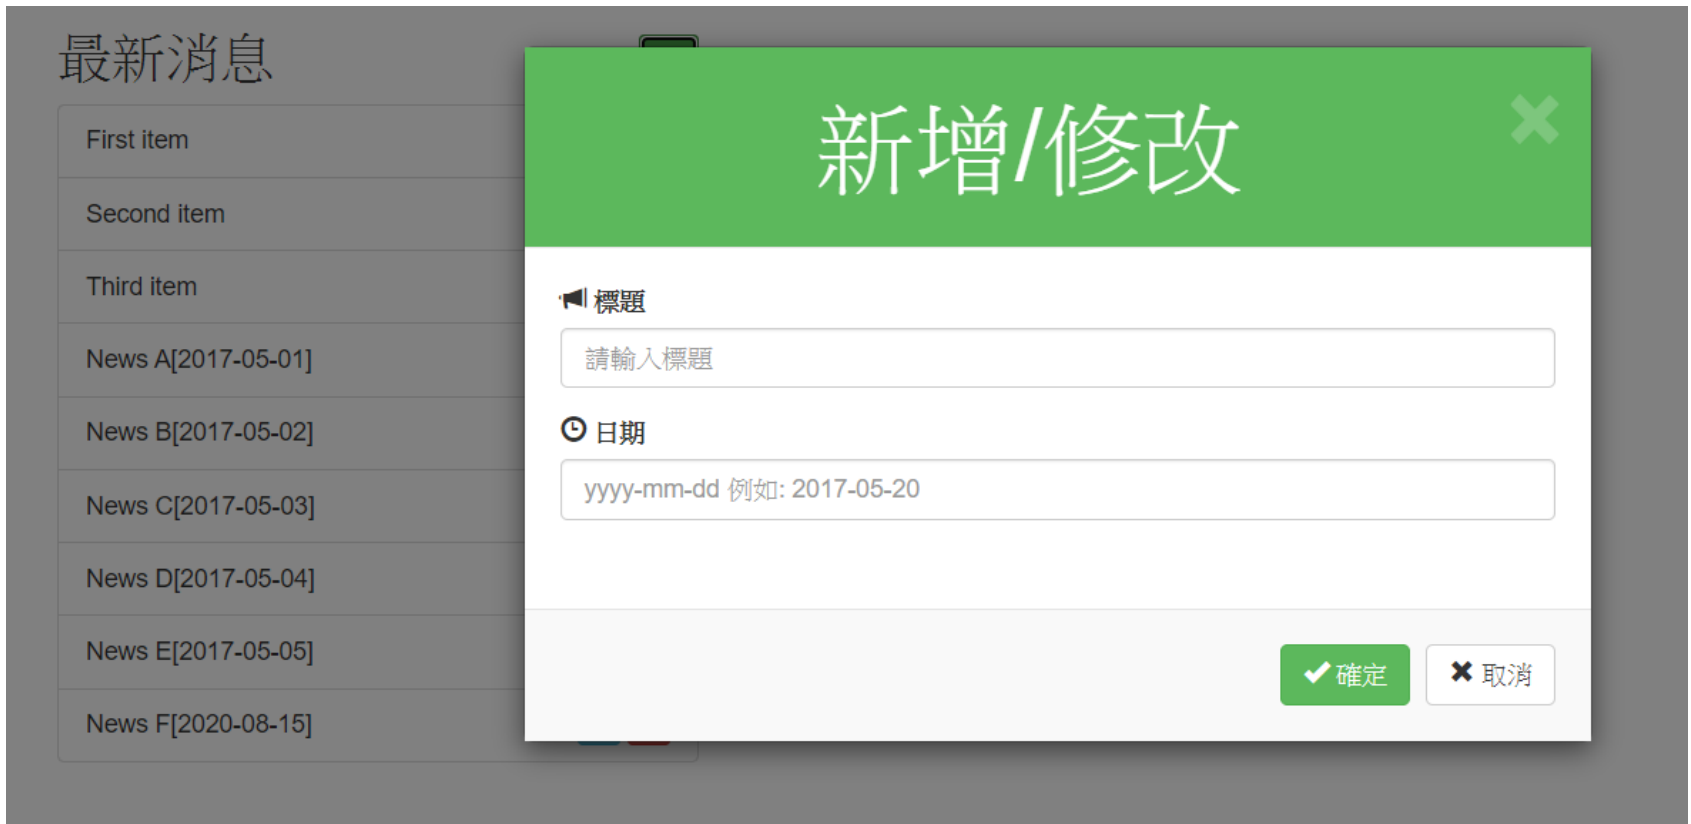 最新消息
First item
Second item
Third item
News A[2017-05-01]
News B[2017-05-02]
News C[2017-05-03]
News D[2017-05-04]
News E[2017-05-05]
News F[2020-08-15]
新增/修改
標題
請輸入標題
日期
yyyy-mm-dd 例如: 2017-05-20
確定
取消